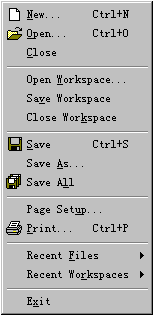 New... Ctrl+N
Open... Ctrl+O
Close
Open Workspace...
Save Workspace
Close Workspace
Save Ctrl+S
Save As...
Save All
Page Setup...
Print... Ctrl+P
Recent Files
Recent Workspaces
Exit